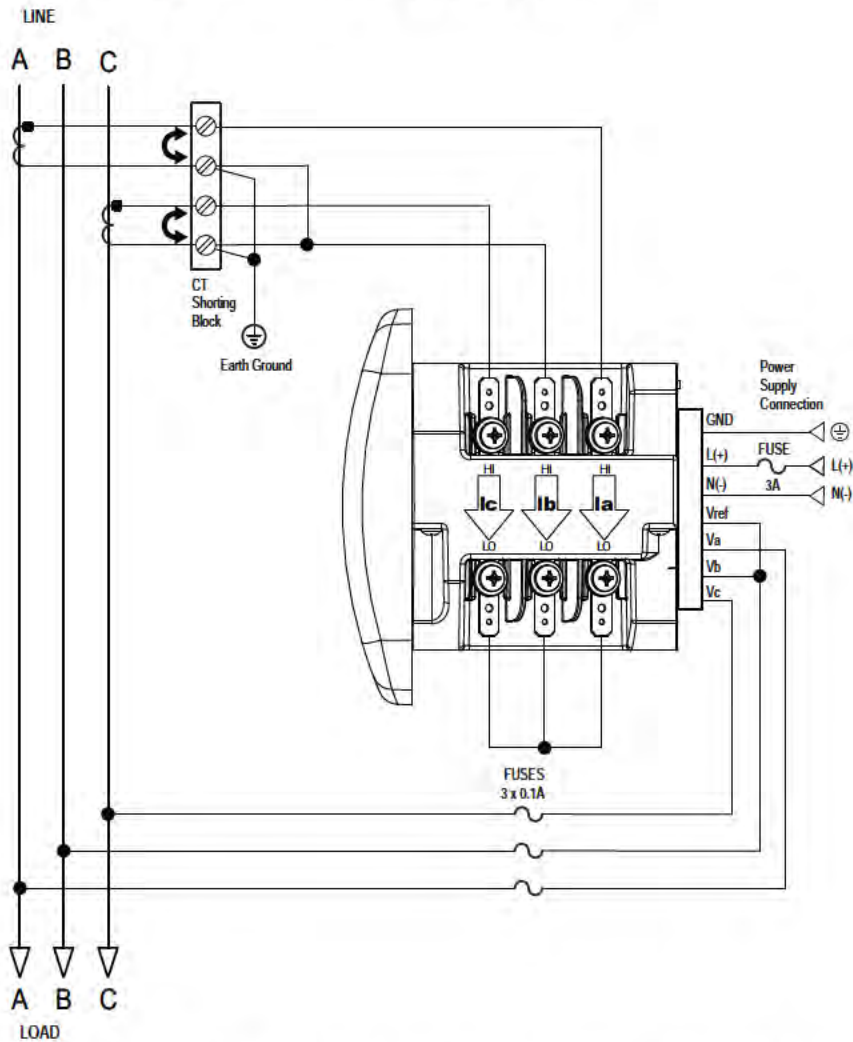 LINE
A B C
CT
Shorting
Block
Earth Ground
Power
Supply
Connection
GND
L(+)
FUSE
L(+)
3A
N(-)
N(-)
Vref
Va
Vb
Vc
HI HI HI
Ic Ib Ia
LO LO LO
FUSES
3 x 0.1A
A B C
LOAD